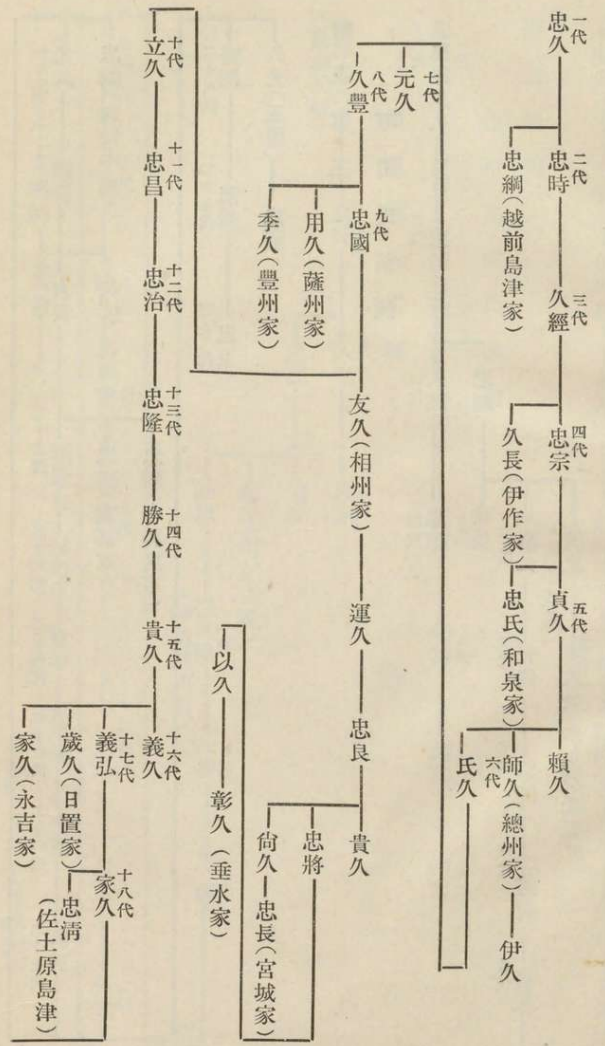 一代
忠久
二代
忠時
忠綱(越前島津家)
三代
久經
四代
忠宗
久長(伊作家)
五代
貞久
忠氏(和泉家)
賴久
師久(總州家)
伊久
六代
氏久
七代
元久
八代
久豐
九代
忠國
用久(薩州家)
季久(豐州家)
友久(相州家)
運久
忠良
貴久
忠將
尙久
忠長(宮城家)
以久
彰久(垂水家)
十代
立久
十一代
忠昌
十二代
忠治
十三代
忠隆
十四代
勝久
十五代
貴久
十六代
義久
十七代
義弘
歲久(日置家)
家久(永吉家)
十八代
家久
忠淸
(佐土原島津)